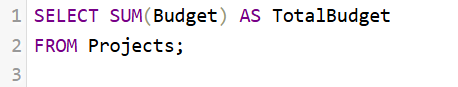 1 SELECT SUM(Budget) AS TotalBudget
2 FROM Projects;
3